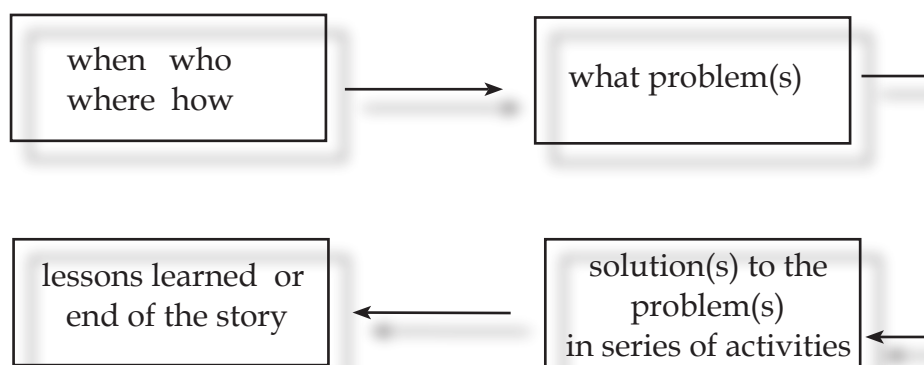 when who
where how
what problem(s)
solution(s) to the
problem(s)
in series of activities
lessons learned or
end of the story